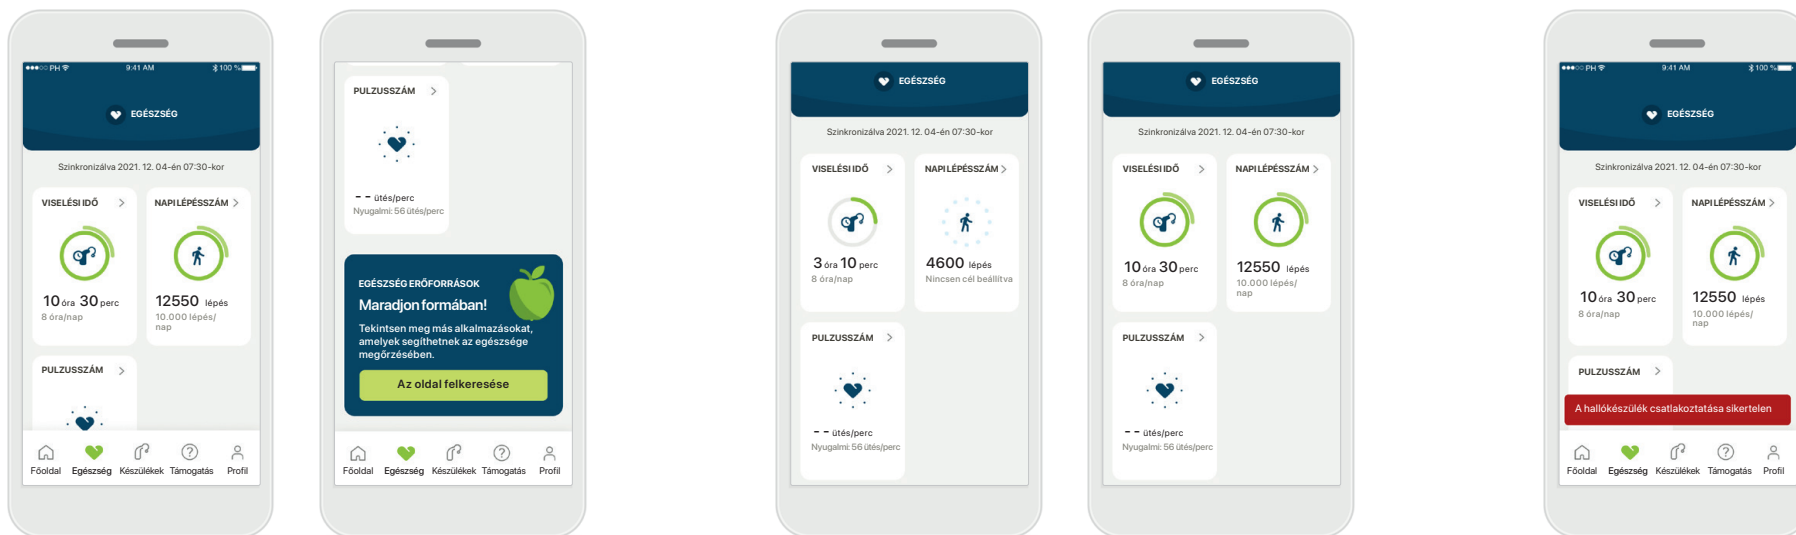 PH 9:41 AM 100 %
EGÉSZSÉG
Szinkronizálva 2021. 12. 04-én 07:30-kor
VISELÉSI IDŐ
NAPI LÉPÉSSZÁM
10 óra 30 perc
8 óra/nap
12550 lépés
10.000 lépés/
nap
PULZUSSZÁM
Főoldal Egészség Készülékek Támogatás Profil
PULZUSSZÁM
-- ütés/perc
Nyugalmi: 56 ütés/perc
EGÉSZSÉG ERŐFORRÁSOK
Maradjon formában!
Tekintsen meg más alkalmazásokat,
amelyek segíthetnek az egészsége
megőrzésében.
Az oldal felkeresése
Főoldal Egészség Készülékek Támogatás Profil
EGÉSZSÉG
Szinkronizálva 2021. 12. 04-én 07:30-kor
VISELÉSI IDŐ
NAPI LÉPÉSSZÁM
3 óra 10 perc
8 óra/nap
4600 lépés
Nincsen cél beállítva
PULZUSSZÁM
-- ütés/perc
Nyugalmi: 56 ütés/perc
EGÉSZSÉG
Szinkronizálva 2021. 12. 04-én 07:30-kor
VISELÉSI IDŐ
NAPI LÉPÉSSZÁM
10 óra 30 perc
8 óra/nap
12550 lépés
10.000 lépés/
nap
PULZUSSZÁM
-- ütés/perc
Nyugalmi: 56 ütés/perc
PH 9:41 AM 100 %
EGÉSZSÉG
Szinkronizálva 2021. 12. 04-én 07:30-kor
VISELÉSI IDŐ
NAPI LÉPÉSSZÁM
10 óra 30 perc
8 óra/nap
12550 lépés
10.000 lépés/
nap
PULZUSSZÁM
A hallókészülék csatlakoztatása sikertelen
Főoldal Egészség Készülékek Támogatás Profil